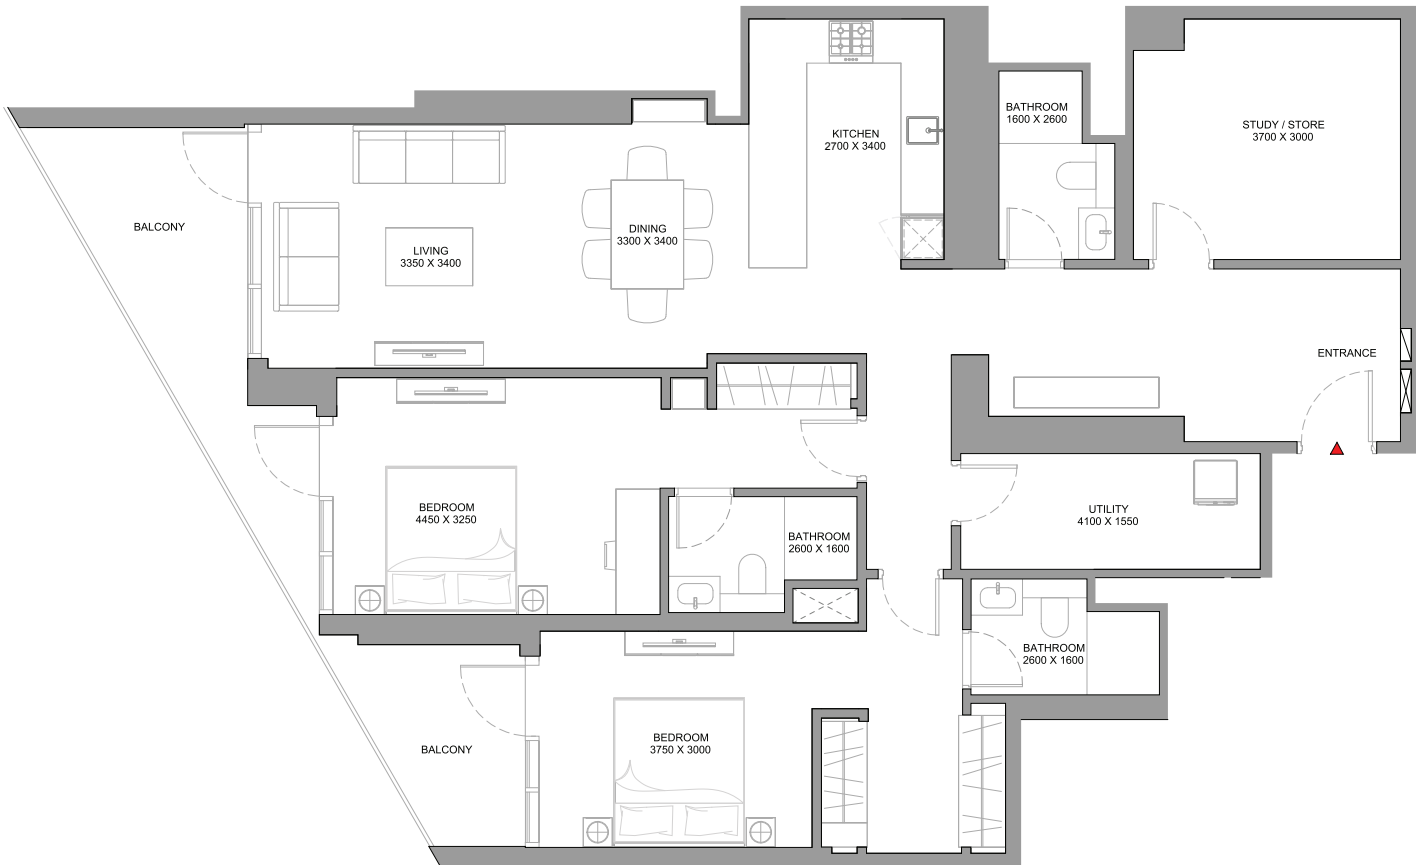 BATHROOM
1600 X 2600
STUDY / STORE
3700 X 3000
KITCHEN
2700 X 3400
BALCONY
DINING
3300 X 3400
LIVING
3350 X 3400
ENTRANCE
BEDROOM
4450 X 3250
UTILITY
4100 X 1550
BATHROOM
2600 X 1600
BATHROOM
2600 X 1600
BEDROOM
3750 X 3000
BALCONY